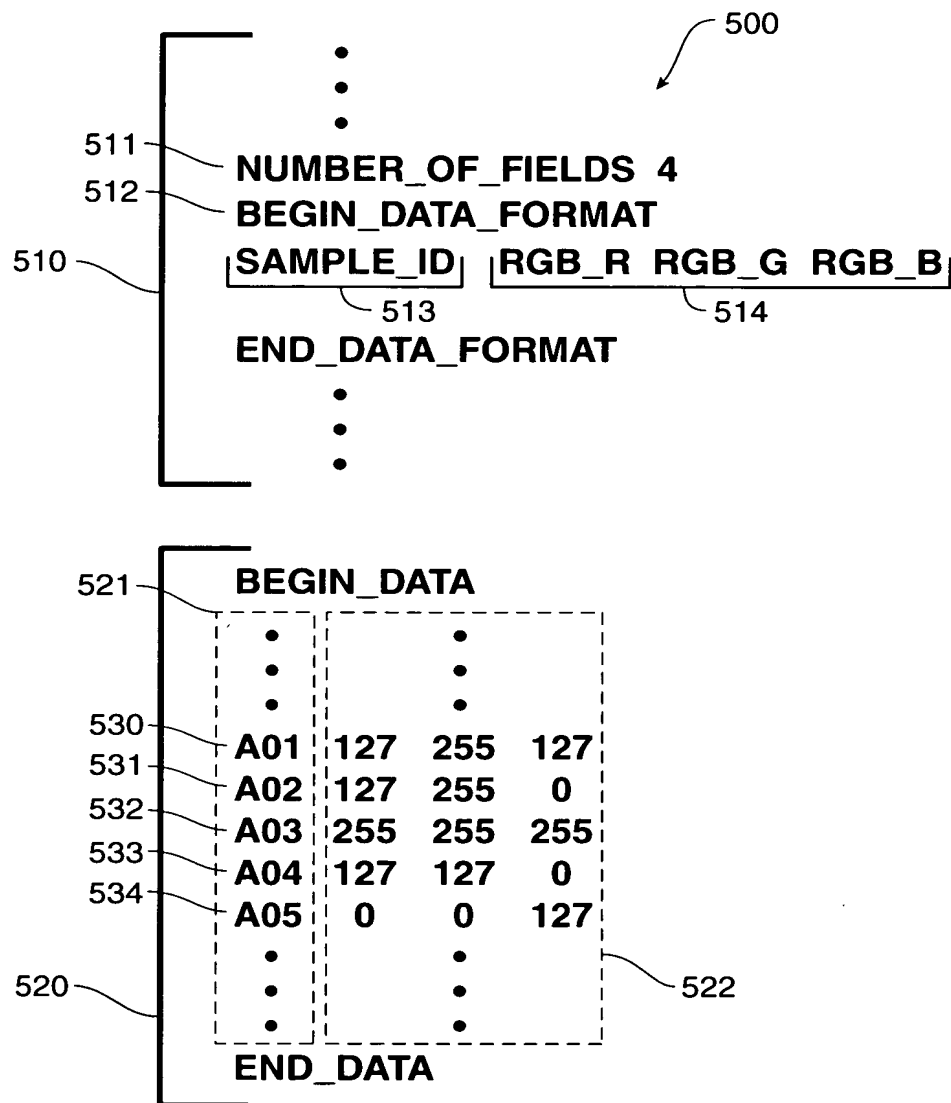 500
511
NUMBER_OF_FIELDS 4
512
BEGIN_DATA_FORMAT
510
SAMPLE_ID RGB_R RGB_G RGB_B
513 514
END_DATA_FORMAT
521
BEGIN_DATA
530
A01 127 255 127
531
A02 127 255 0
532
A03 255 255 255
533
A04 127 127 0
534
A05 0 0 127
520 522
END_DATA